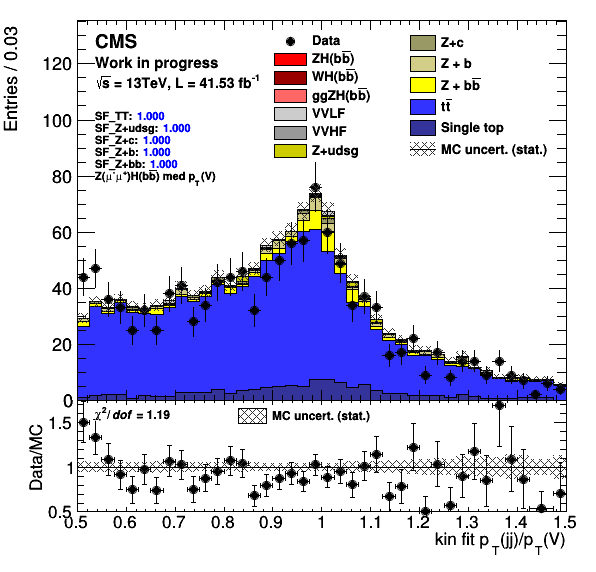 Entries / 0.03
120
100
80
60
40
20
0
CMS
Work in progress
√s = 13TeV, L = 41.53 fb⁻¹
SF_TT: 1.000
SF_Z+udsg: 1.000
SF_Z+c: 1.000
SF_Z+b: 1.000
SF_Z+bb: 1.000
Z(μ⁻μ⁺)H(bb̅) med p_T(V)
Data
ZH(bb̅)
WH(bb̅)
ggZH(bb̅)
VVLF
VVHF
Z+udsg
Z+c
Z + b
Z + bb̅
tt̅
Single top
MC uncert. (stat.)
Data/MC
1.5
1
0.5
χ²/ dof = 1.19
MC uncert. (stat.)
0.5 0.6 0.7 0.8 0.9 1 1.1 1.2 1.3 1.4 1.5
kin fit p_T(jj)/p_T(V)